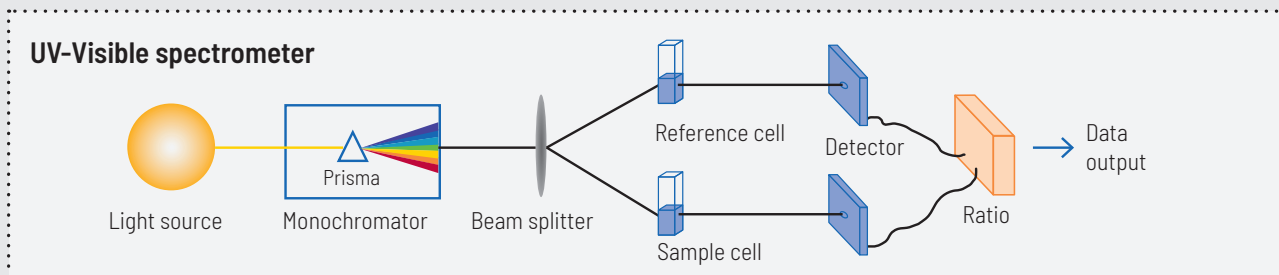 UV-Visible spectrometer
Light source
Prisma
Monochromator
Beam splitter
Reference cell
Sample cell
Detector
Ratio
Data
output